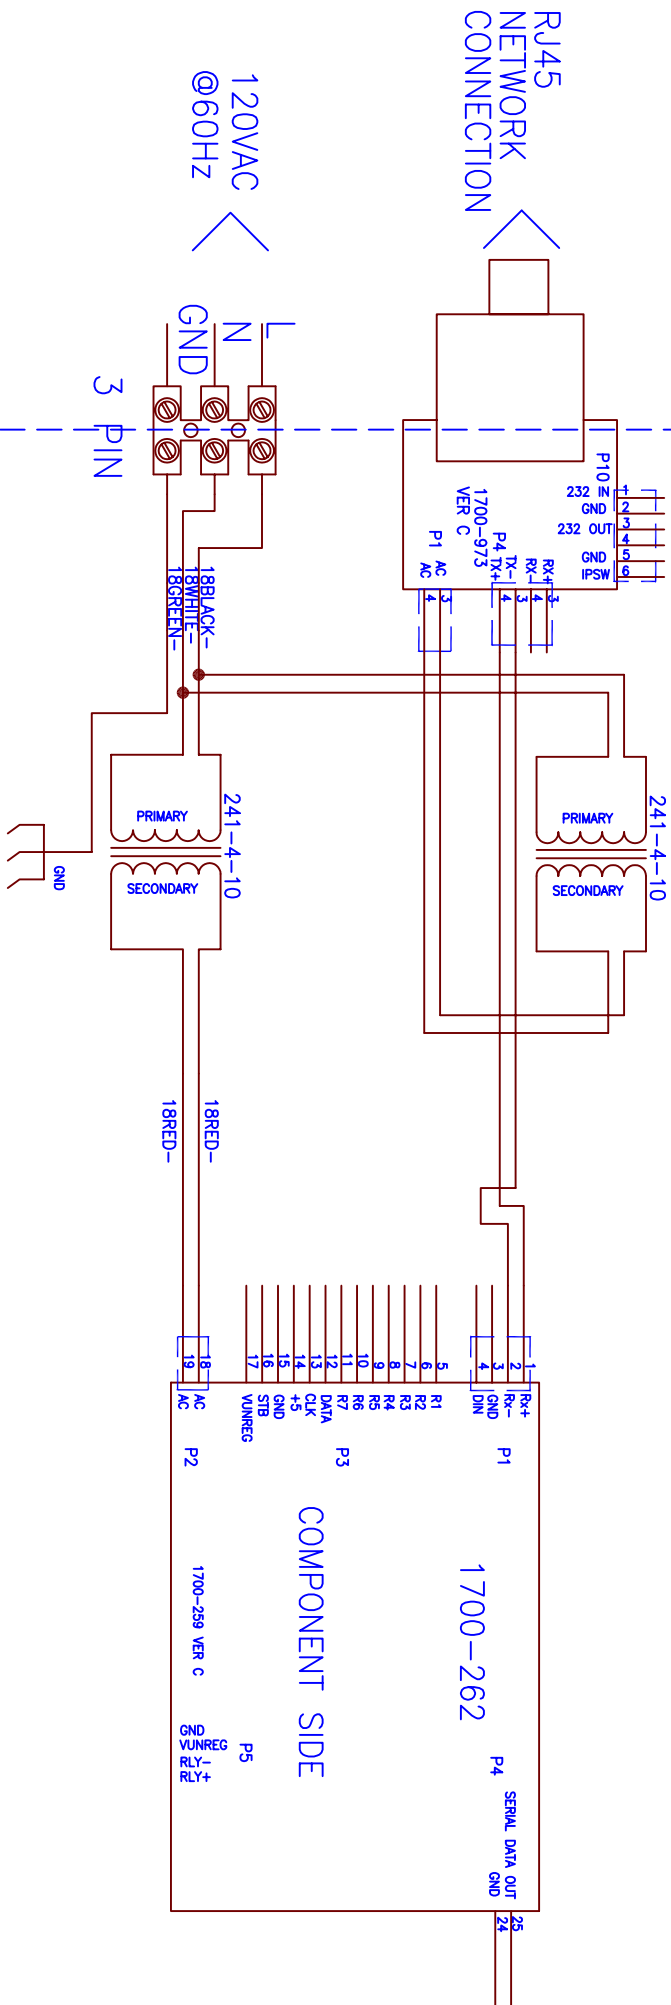 RJ45
NETWORK
CONNECTION
120VAC
@60Hz
L
N
GND
3 PIN
P10
232 IN 1
GND 2
232 OUT 3
4
GND 5
IPSW 6
1700-973
VER C
P4
RX+ 3
RX- 4
TX- 3
TX+ 4
P1
AC 3
AC 4
18BLACK-
18WHITE-
18GREEN-
241-4-10
PRIMARY
SECONDARY
241-4-10
PRIMARY
SECONDARY
GND
18RED-
18RED-
1 Rx+
2 Rx-
3 GND
4 DIN
P1
5 R1
6 R2
7 R3
8 R4
9 R5
10 R6
11 R7
12 DATA
13 CLK
14 +5
15 GND
16 STB
17 VUNREG
P3
18 AC
19 AC
P2
1700-262
COMPONENT SIDE
1700-259 VER C
P4
SERIAL DATA OUT 25
GND 24
P5
GND
VUNREG
RLY-
RLY+